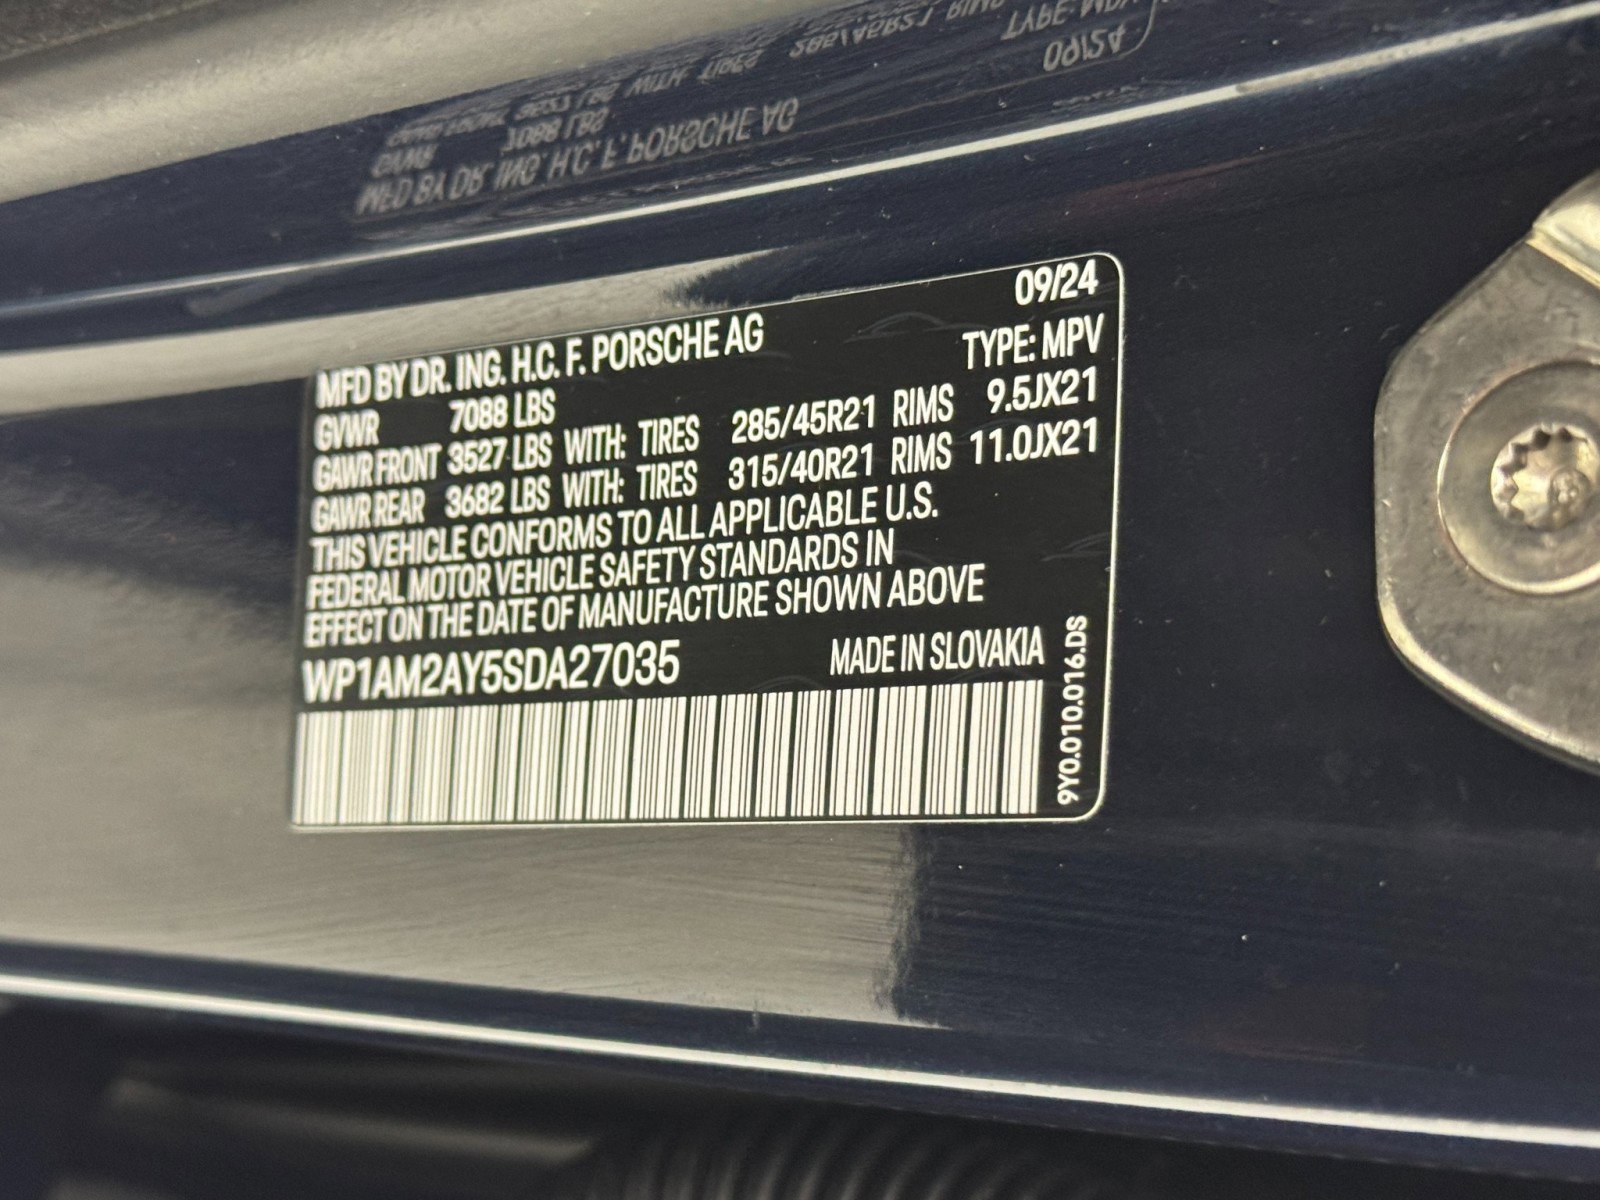 09/24
MFD BY DR. ING. H.C. F. PORSCHE AG TYPE: MPV
GVWR 7088 LBS
GAWR FRONT 3527 LBS WITH: TIRES 285/45R21 RIMS 9.5JX21
GAWR REAR 3682 LBS WITH: TIRES 315/40R21 RIMS 11.0JX21
THIS VEHICLE CONFORMS TO ALL APPLICABLE U.S.
FEDERAL MOTOR VEHICLE SAFETY STANDARDS IN
EFFECT ON THE DATE OF MANUFACTURE SHOWN ABOVE
WP1AM2AY5SDA27035 MADE IN SLOVAKIA
9Y0.010.016.DS